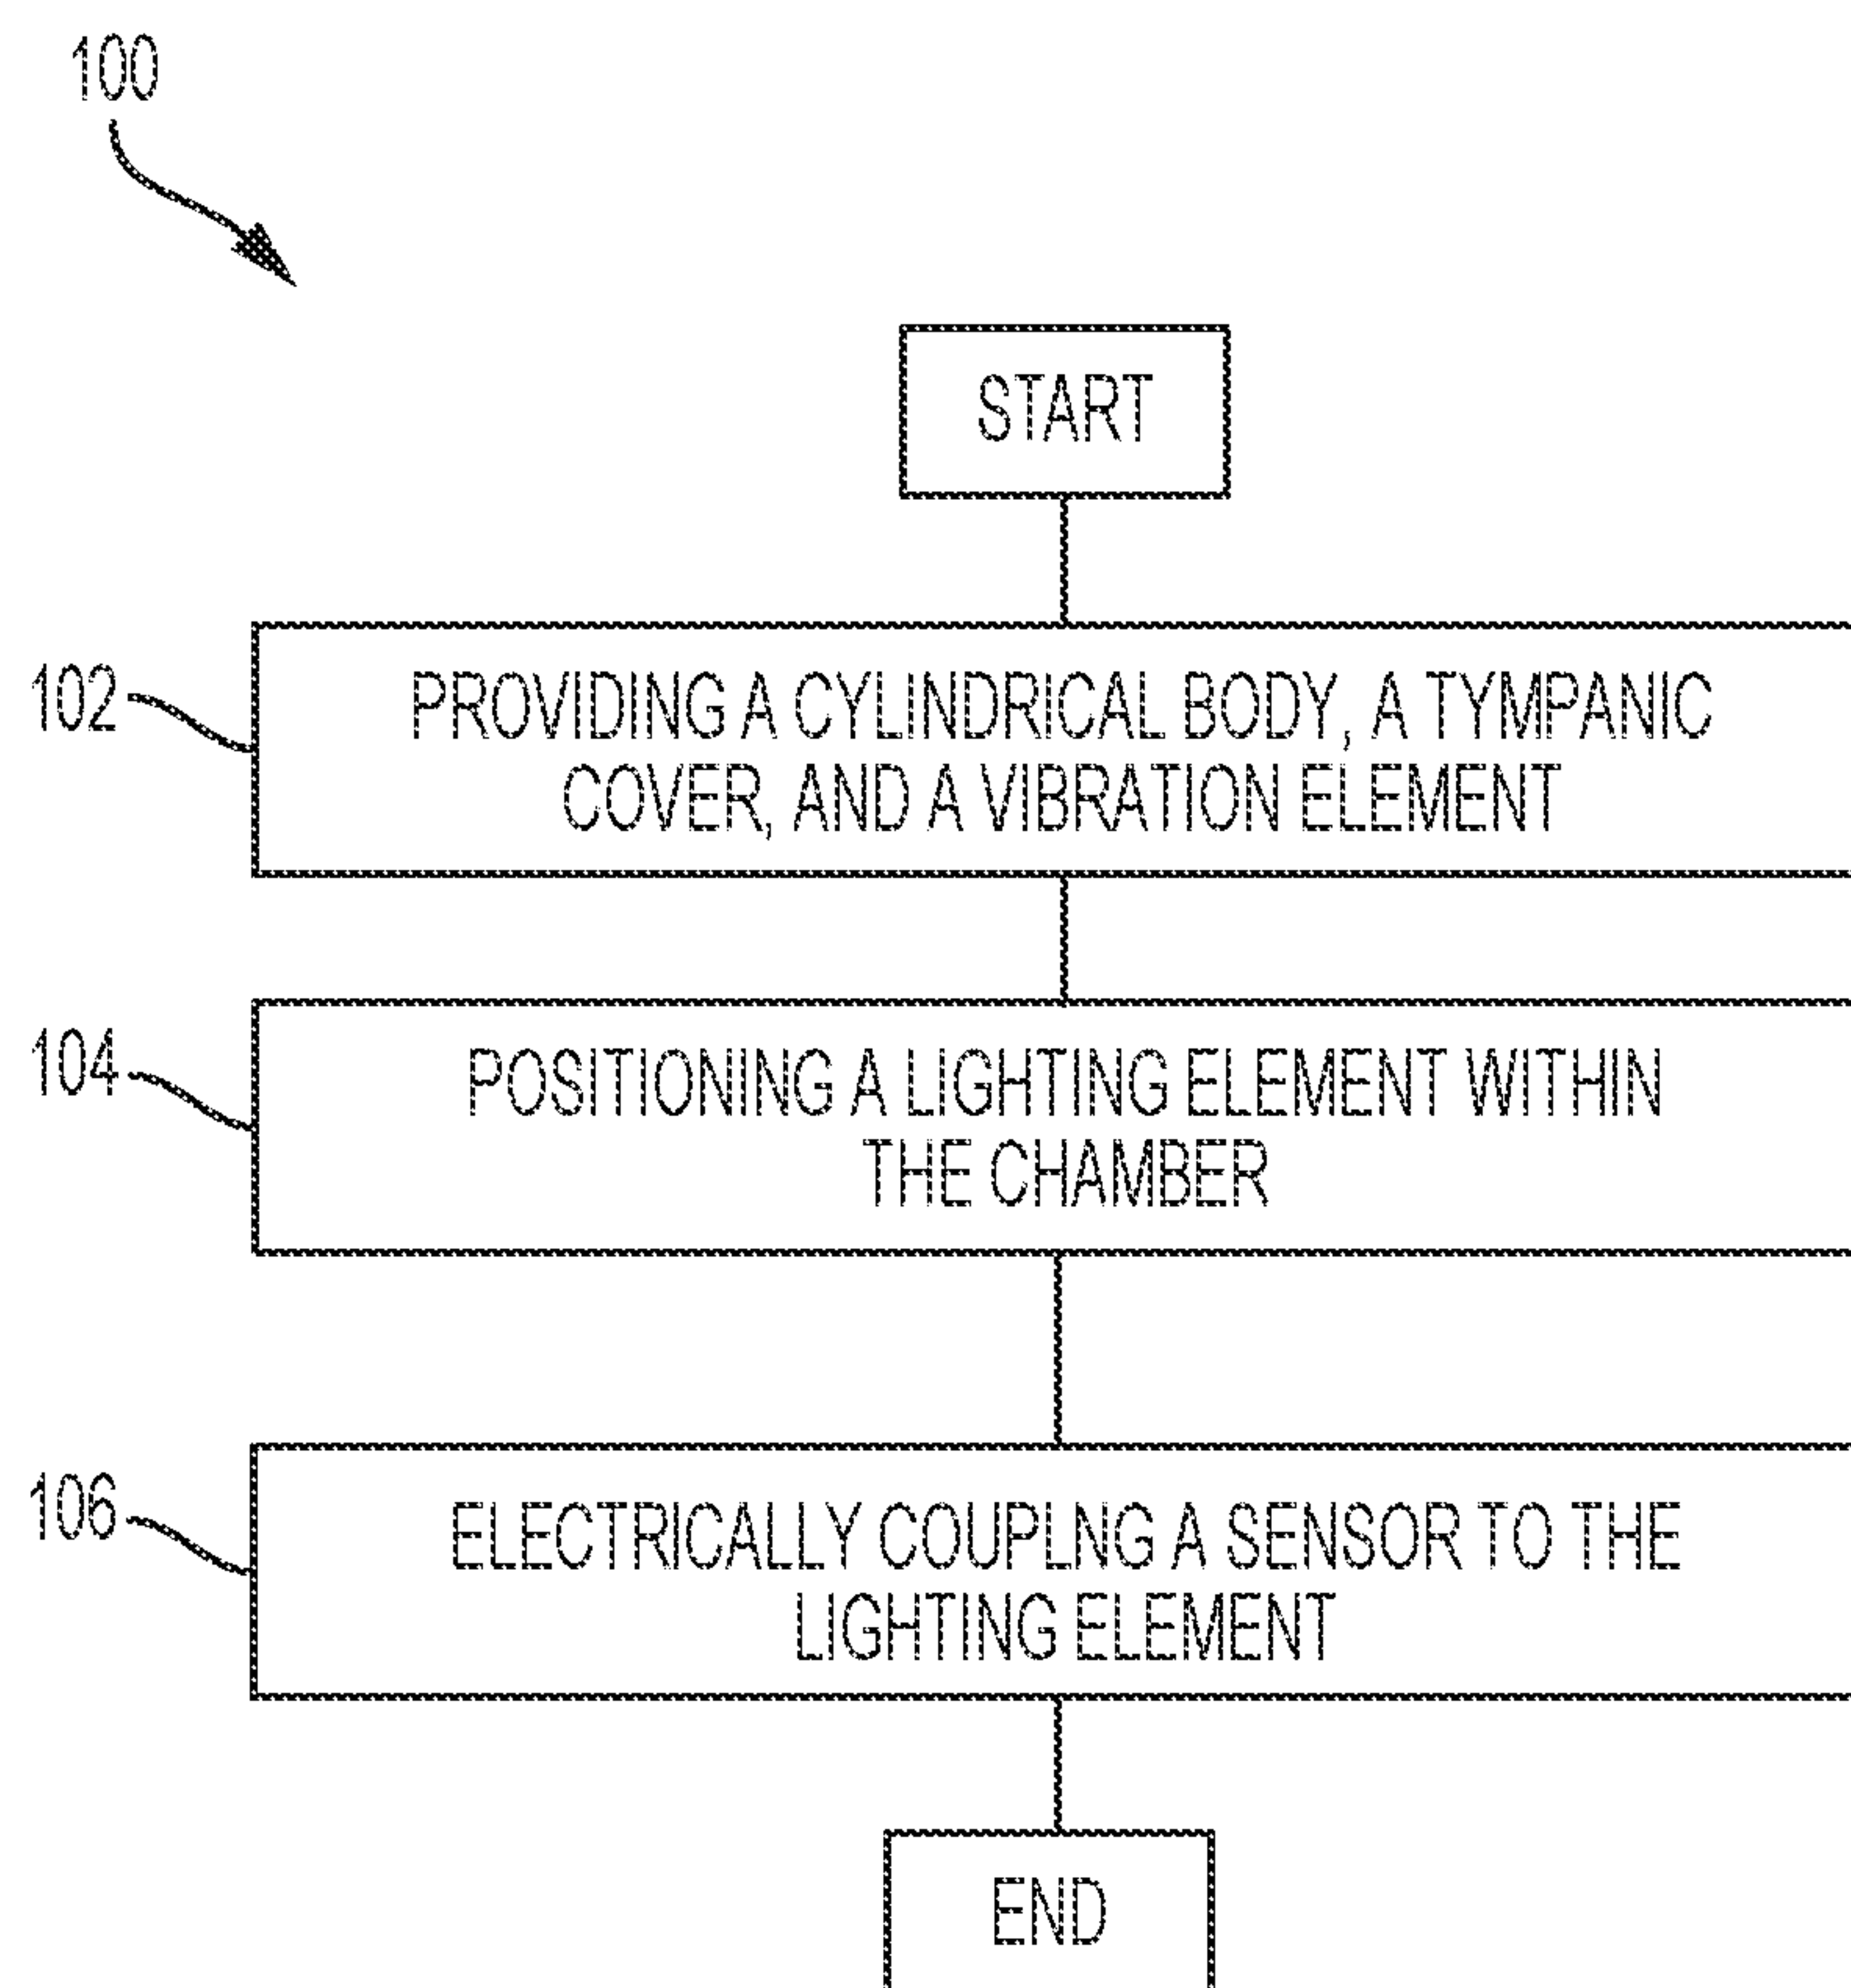 100
START
102
PROVIDING A CYLINDRICAL BODY, A TYMPANIC
COVER, AND A VIBRATION ELEMENT
104
POSITIONING A LIGHTING ELEMENT WITHIN
THE CHAMBER
106
ELECTRICALLY COUPLNG A SENSOR TO THE
LIGHTING ELEMENT
END